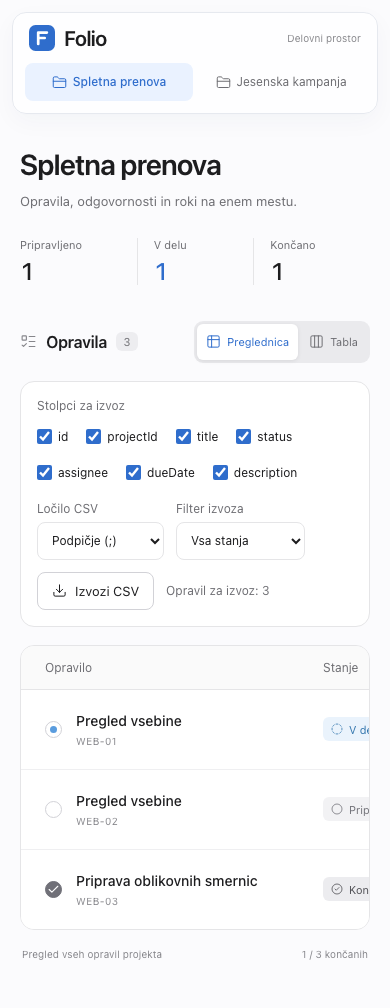 Folio
Delovni prostor
Spletna prenova
Jesenska kampanja
Spletna prenova
Opravila, odgovornosti in roki na enem mestu.
Pripravljeno
V delu
Končano
1
1
1
Opravila 3
Preglednica
Tabla
Stolpci za izvoz
id
projectId
title
status
assignee
dueDate
description
Ločilo CSV
Filter izvoza
Podpičje (;)
Vsa stanja
Izvozi CSV
Opravil za izvoz: 3
Opravilo
Stanje
Pregled vsebine
WEB-01
V de
Pregled vsebine
WEB-02
Prip
Priprava oblikovnih smernic
WEB-03
Kon
Pregled vseh opravil projekta
1 / 3 končanih